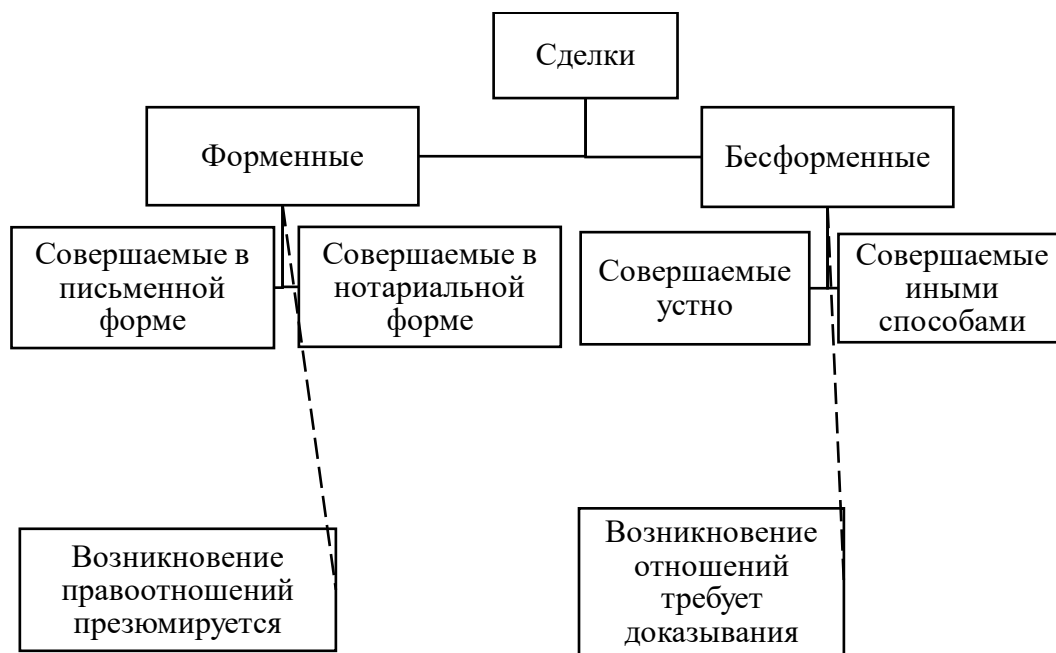 Сделки
Форменные
Бесформенные
Совершаемые в
письменной
форме
Совершаемые в
нотариальной
форме
Совершаемые
устно
Совершаемые
иными
способами
Возникновение
правоотношений
презюмируется
Возникновение
отношений
требует
доказывания